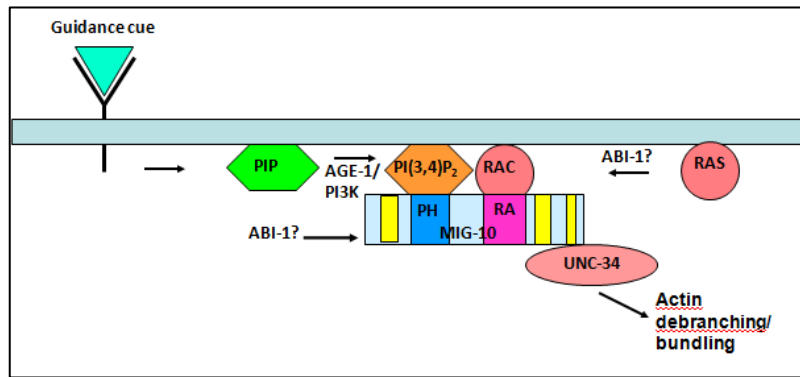 Guidance cue
PIP
AGE-1/
PI3K
PI(3,4)P2
RAC
ABI-1?
RAS
ABI-1?
PH
RA
MIG-10
UNC-34
Actin
debranching/
bundling